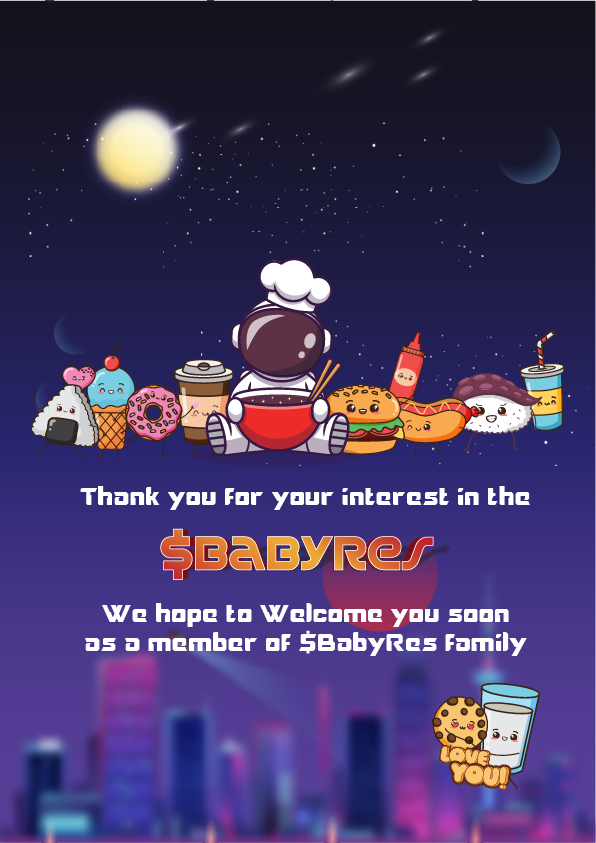 Thank you for your interest in the
$BABYRes
We hope to Welcome you soon
as a member of $BabyRes family
LOVE
YOU!